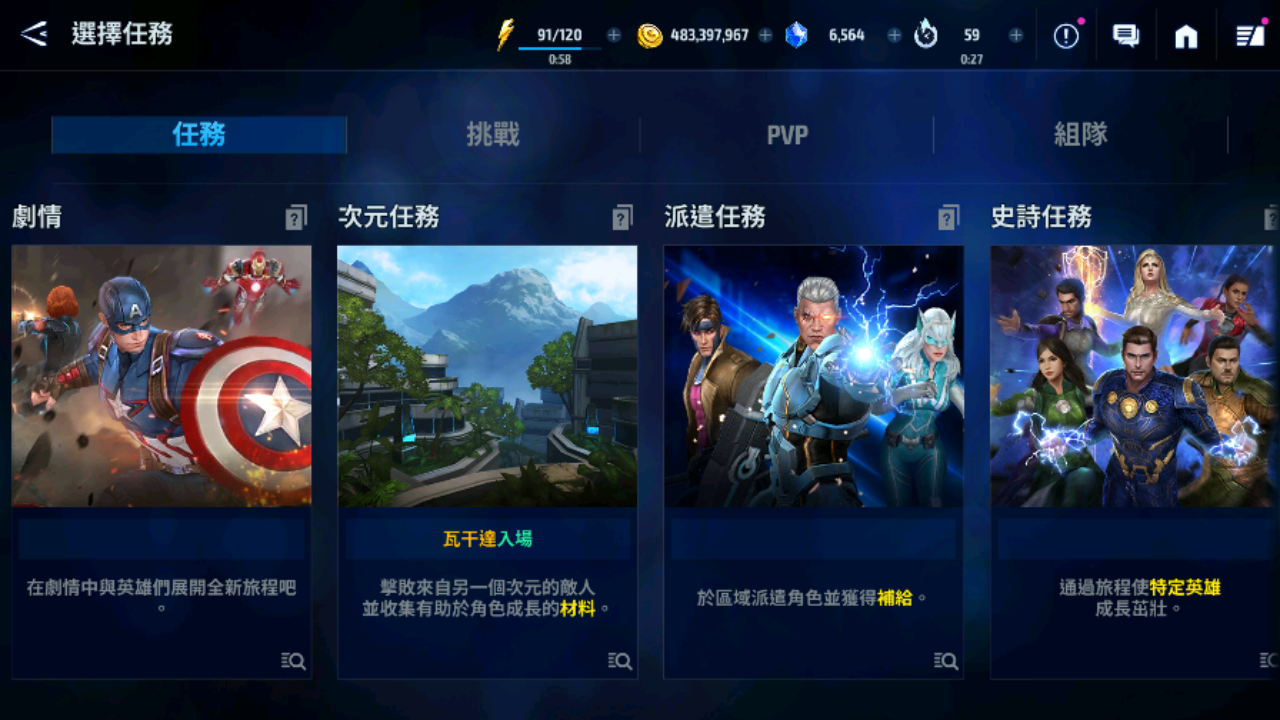 選擇任務
91/120
0:58
483,397,967
6,564
59
0:27
任務
挑戰
PVP
組隊
劇情
次元任務
派遣任務
史詩任務
瓦干達入場
在劇情中與英雄們展開全新旅程吧
。
擊敗來自另一個次元的敵人
並收集有助於角色成長的材料。
於區域派遣角色並獲得補給。
通過旅程使特定英雄
成長茁壯。